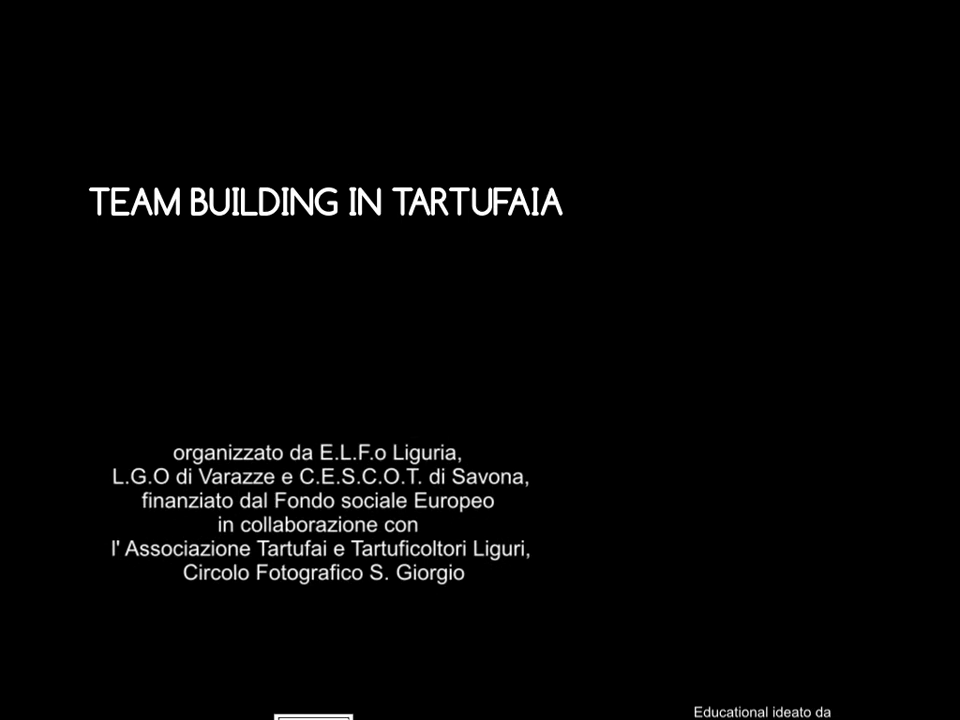 TEAM BUILDING IN TARTUFAIA
organizzato da E.L.F.o Liguria,
L.G.O di Varazze e C.E.S.C.O.T. di Savona,
finanziato dal Fondo sociale Europeo
in collaborazione con
l' Associazione Tartufai e Tartuficoltori Liguri,
Circolo Fotografico S. Giorgio
Educational ideato da